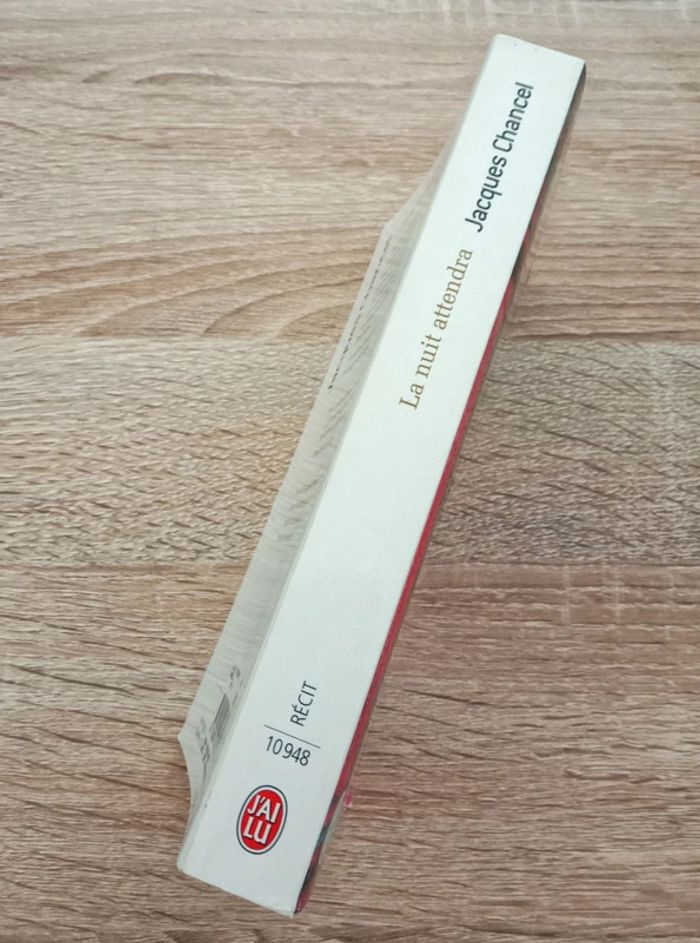 Jacques Chancel
La nuit attendra
RÉCIT
10948
J'AI
LU